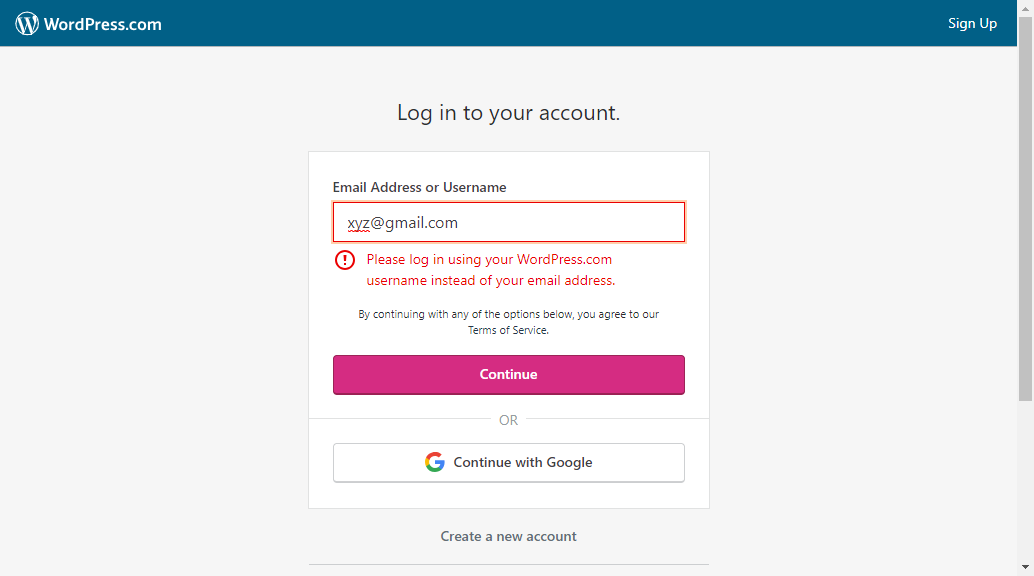 WordPress.com
Sign Up
Log in to your account.
Email Address or Username
xyz@gmail.com
Please log in using your WordPress.com
username instead of your email address.
By continuing with any of the options below, you agree to our
Terms of Service.
Continue
OR
Continue with Google
Create a new account